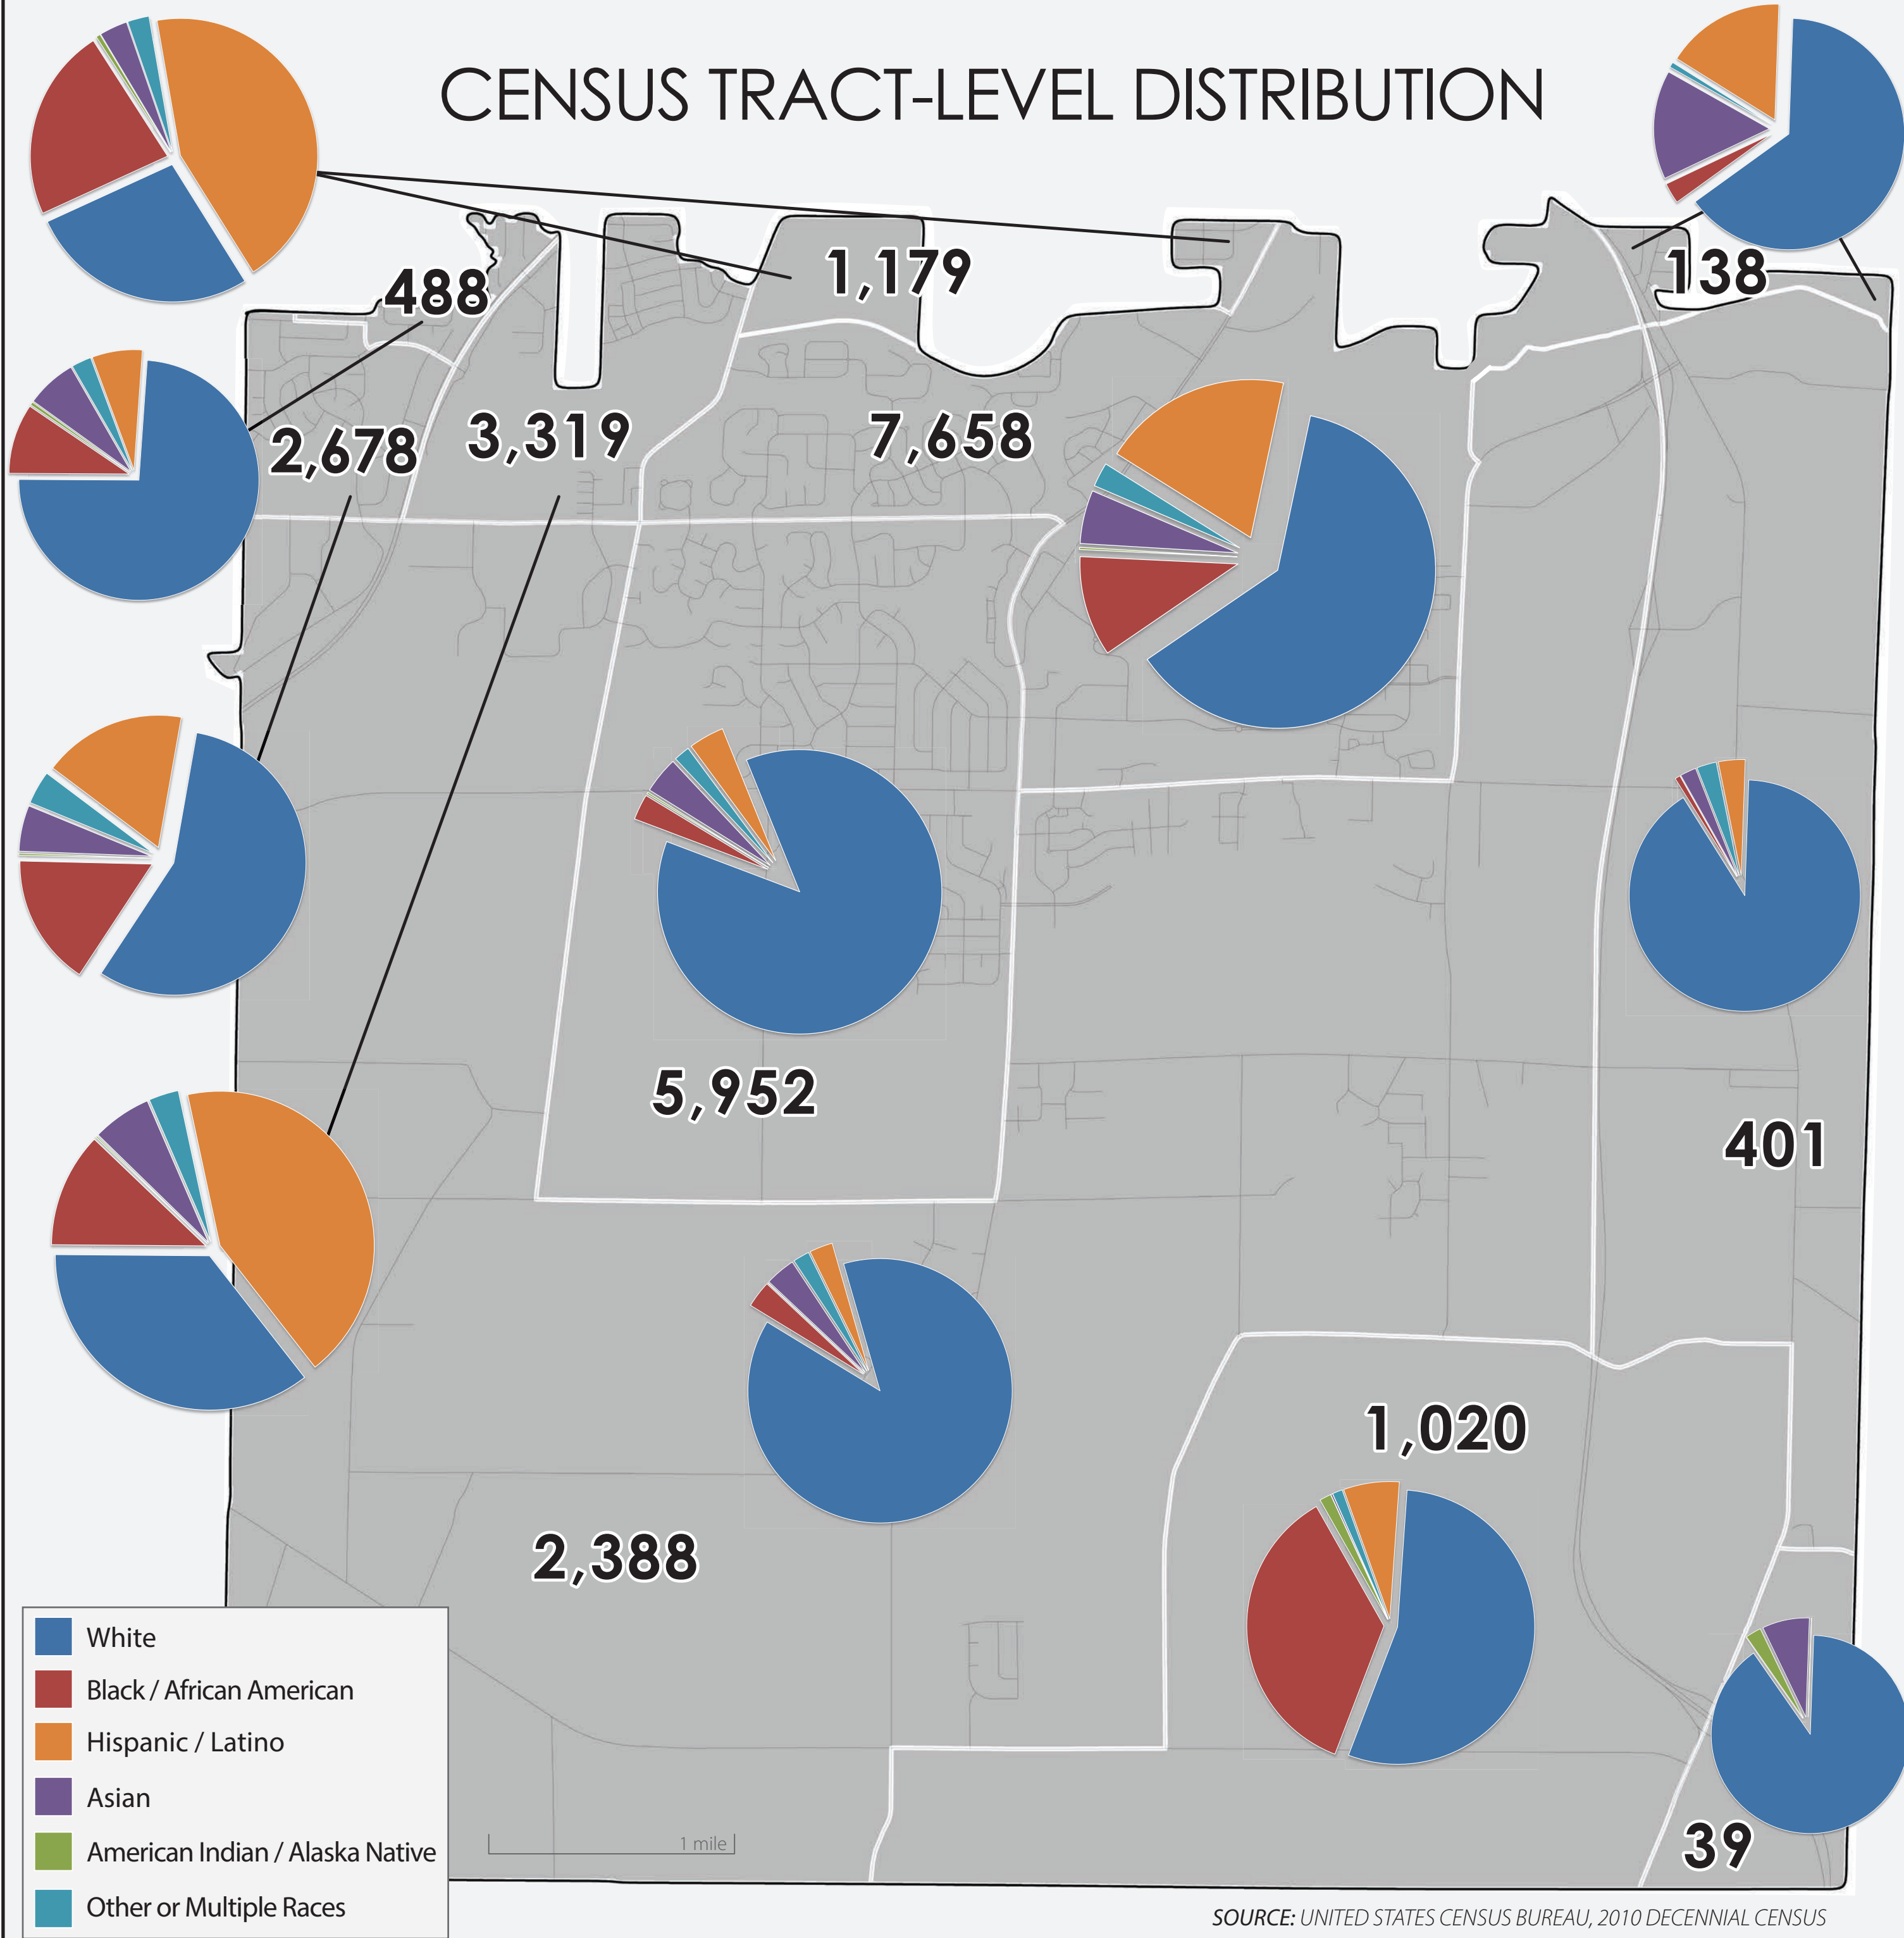 CENSUS TRACT-LEVEL DISTRIBUTION
488
1,179
138
2,678
3,319
7,658
5,952
401
2,388
1,020
39
White
Black / African American
Hispanic / Latino
Asian
American Indian / Alaska Native
Other or Multiple Races
1 mile
SOURCE: UNITED STATES CENSUS BUREAU, 2010 DECENNIAL CENSUS